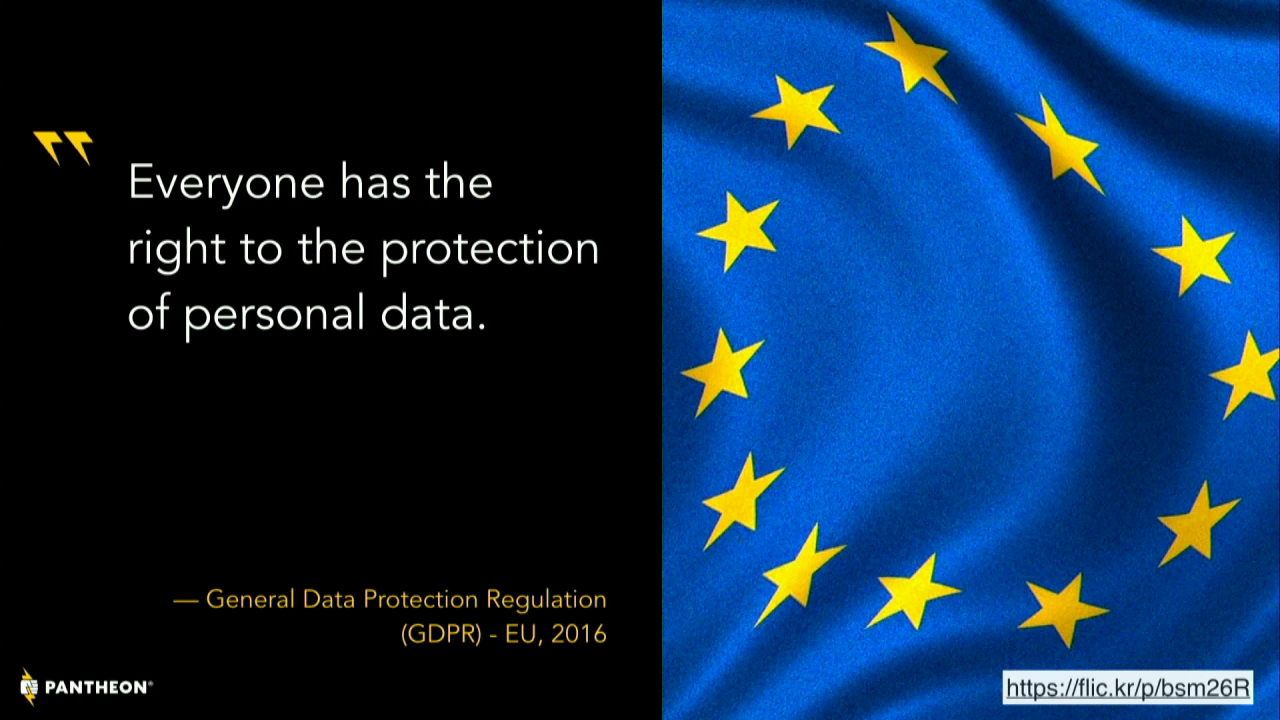 Everyone has the
right to the protection
of personal data.
— General Data Protection Regulation
(GDPR) - EU, 2016
PANTHEON®
https://flic.kr/p/bsm26R